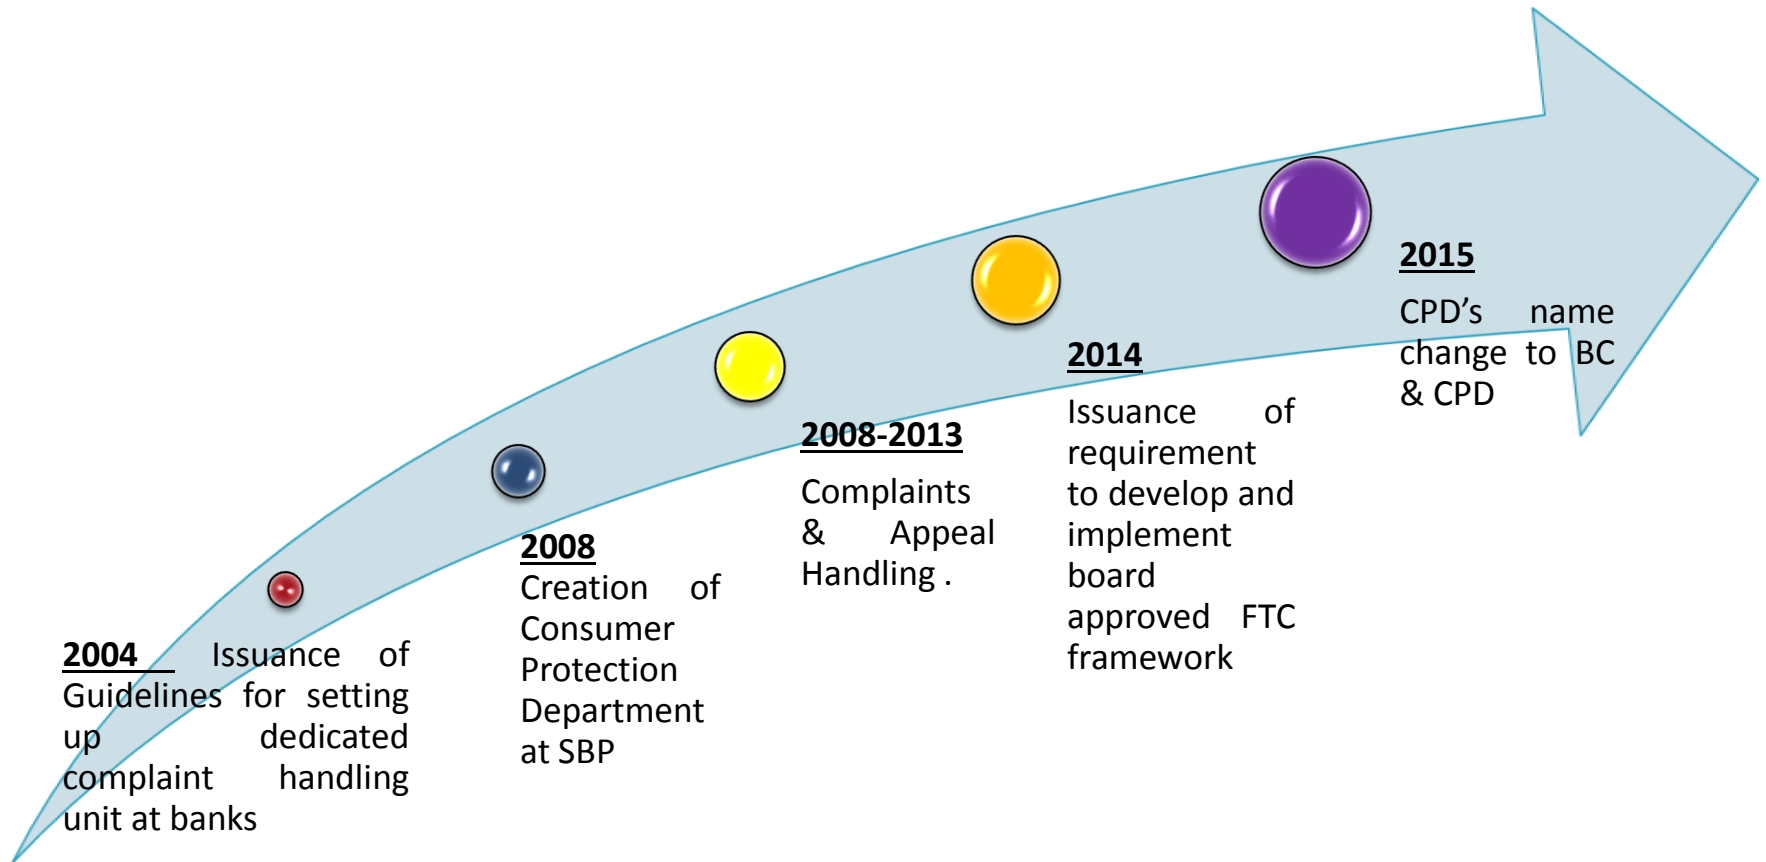 2004 Issuance of
Guidelines for setting
up dedicated
complaint handling
unit at banks
2008
Creation of
Consumer
Protection
Department
at SBP
2008-2013
Complaints
& Appeal
Handling .
2014
Issuance of
requirement
to develop and
implement
board
approved FTC
framework
2015
CPD’s name
change to BC
& CPD